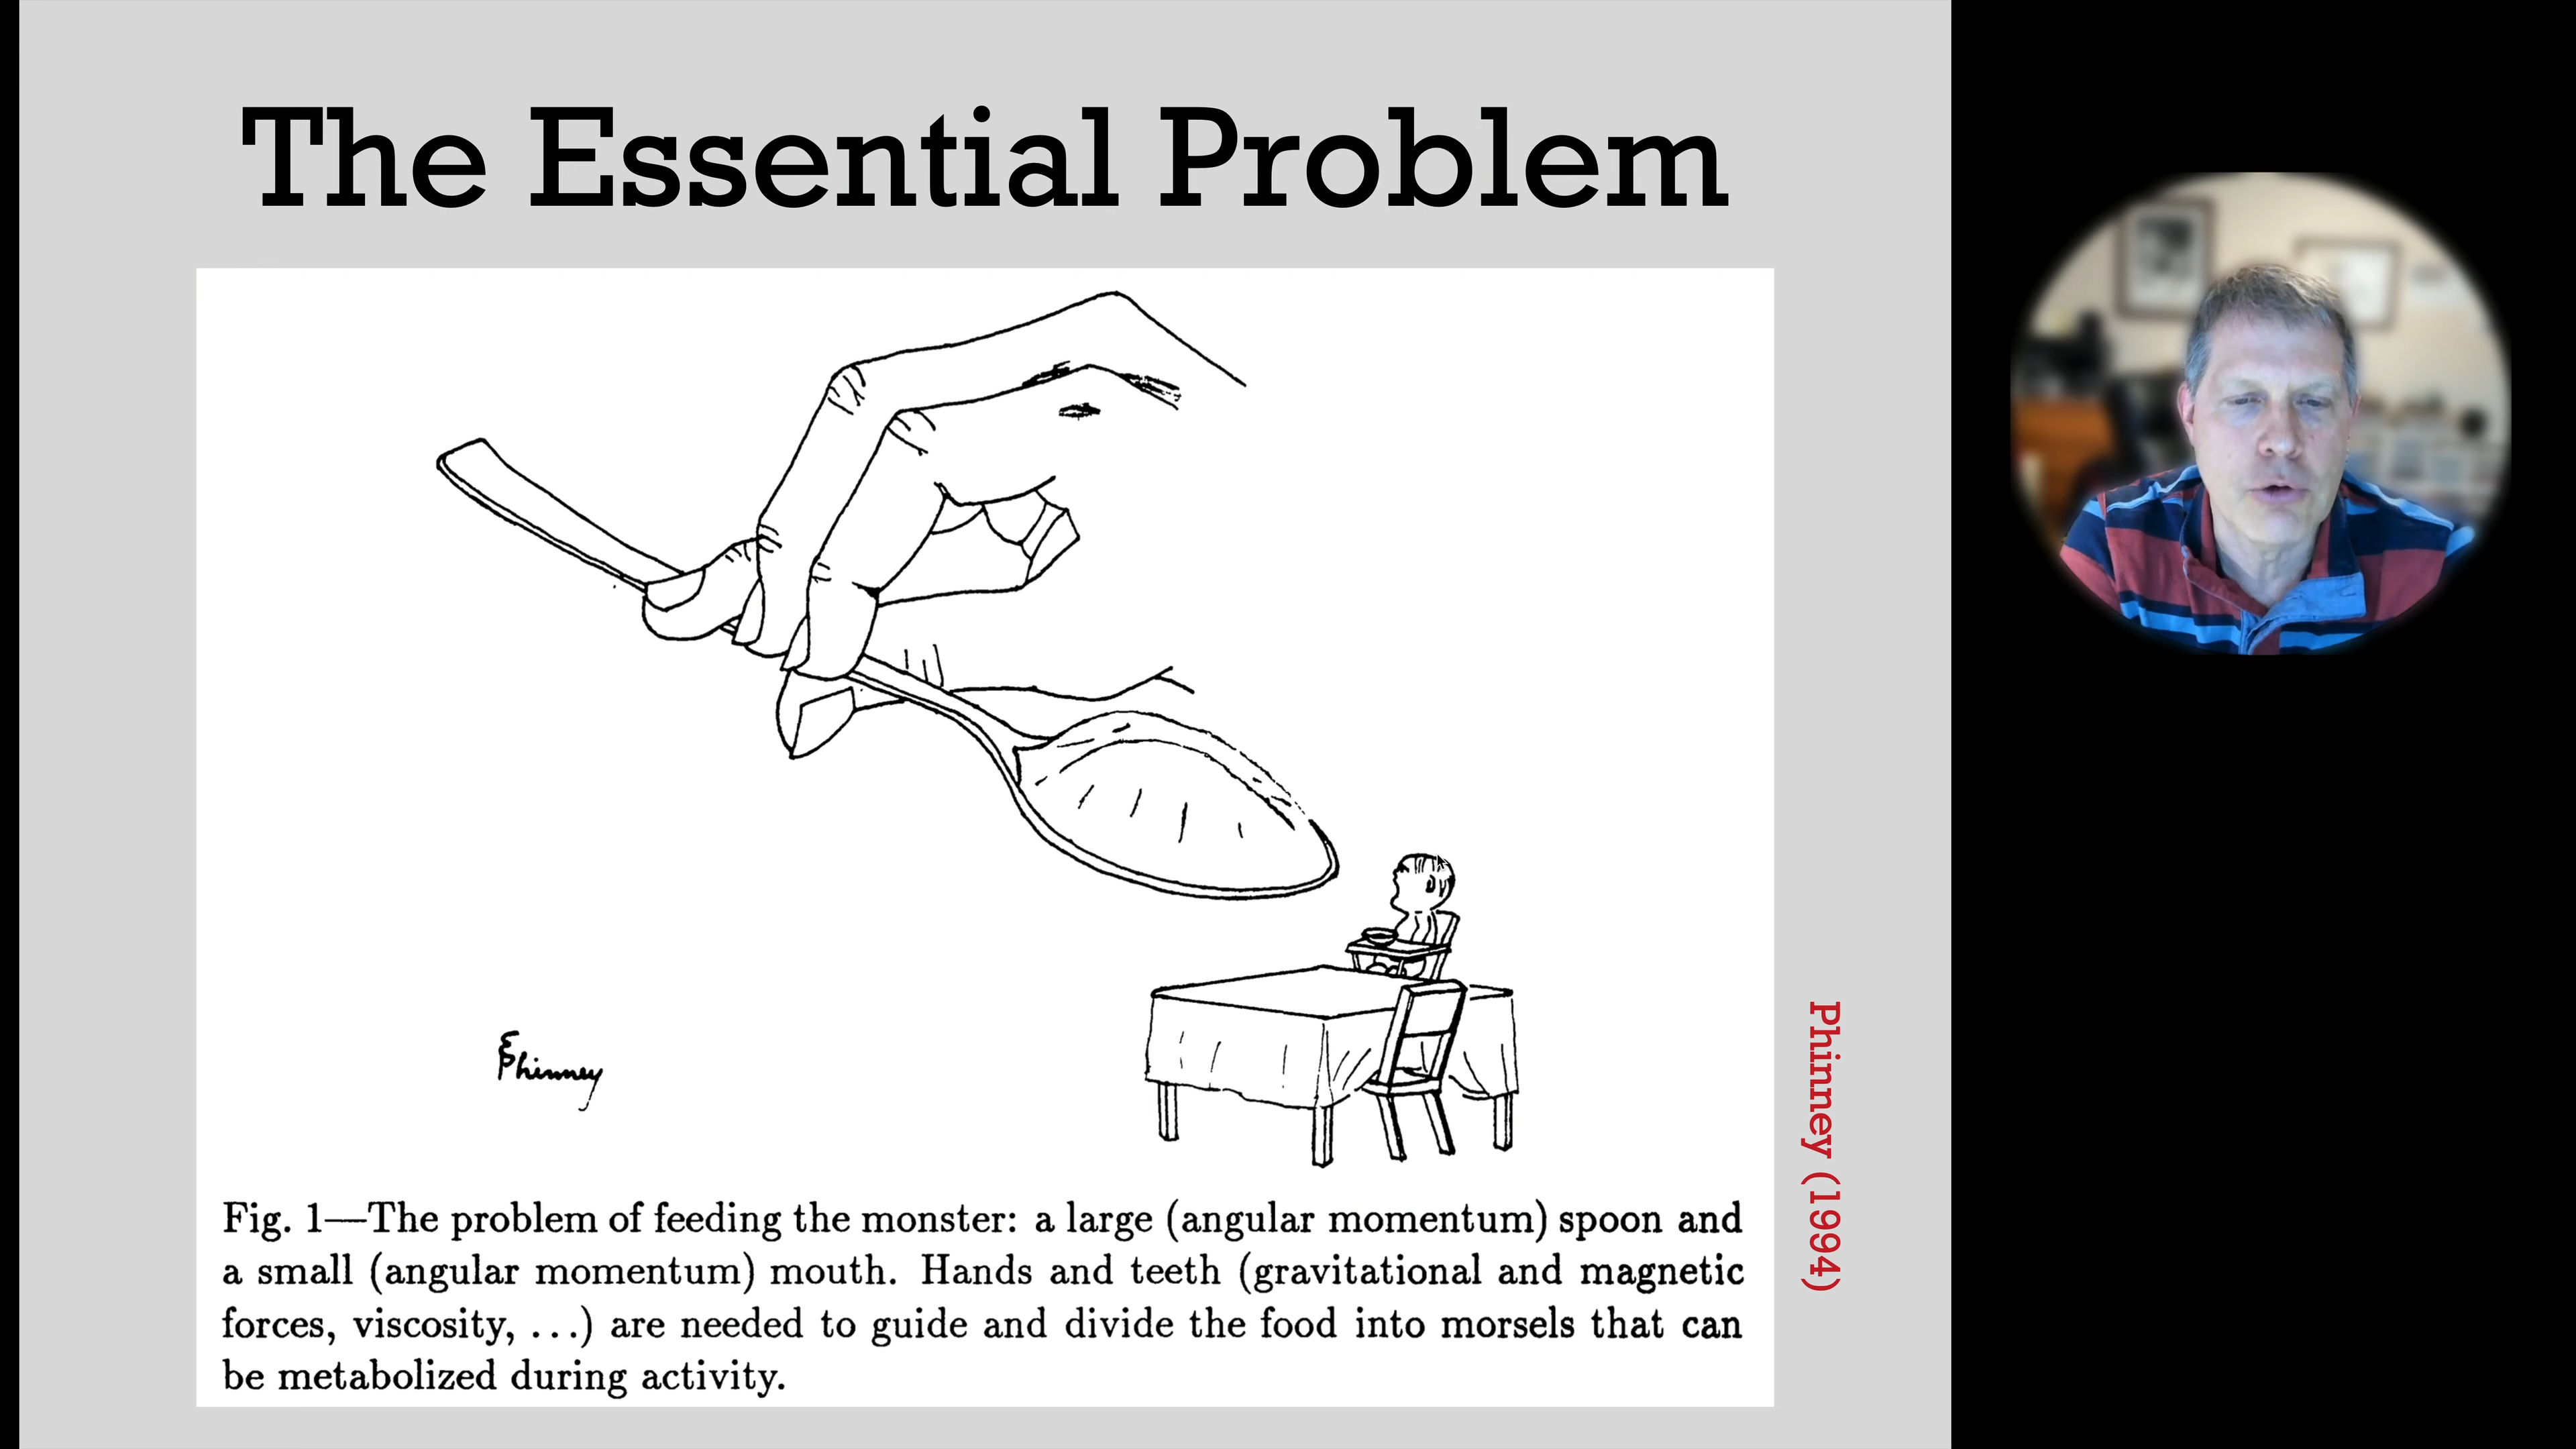 The Essential Problem
Phinney
Fig. 1—The problem of feeding the monster: a large (angular momentum) spoon and
a small (angular momentum) mouth. Hands and teeth (gravitational and magnetic
forces, viscosity, ...) are needed to guide and divide the food into morsels that can
be metabolized during activity.
Phinney (1994)